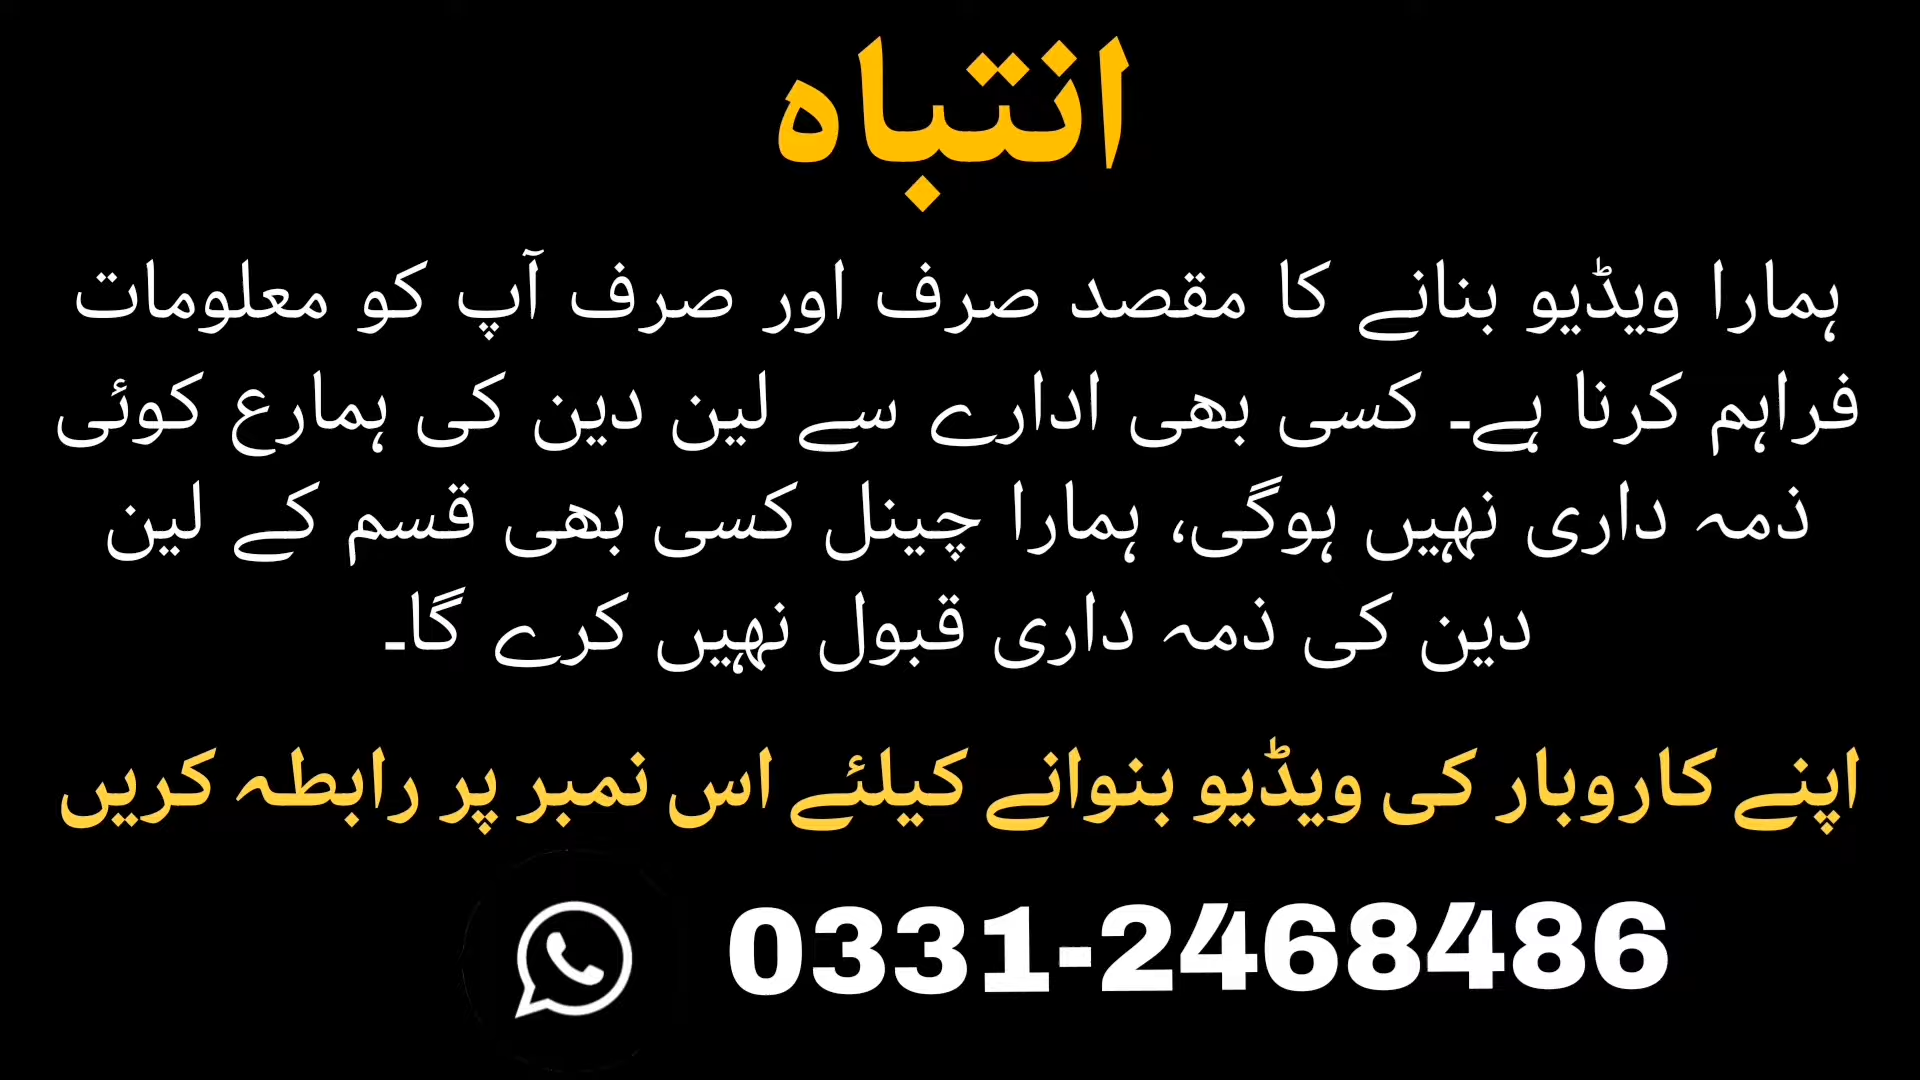 انتباہ
ہمارا ویڈیو بنانے کا مقصد صرف اور صرف آپ کو معلومات
فراہم کرنا ہے۔ کسی بھی ادارے سے لین دین کی ہمارع کوئی
ذمہ داری نہیں ہوگی، ہمارا چینل کسی بھی قسم کے لین
دین کی ذمہ داری قبول نہیں کرے گا۔
اپنے کاروبار کی ویڈیو بنوانے کیلئے اس نمبر پر رابطہ کریں
0331-2468486